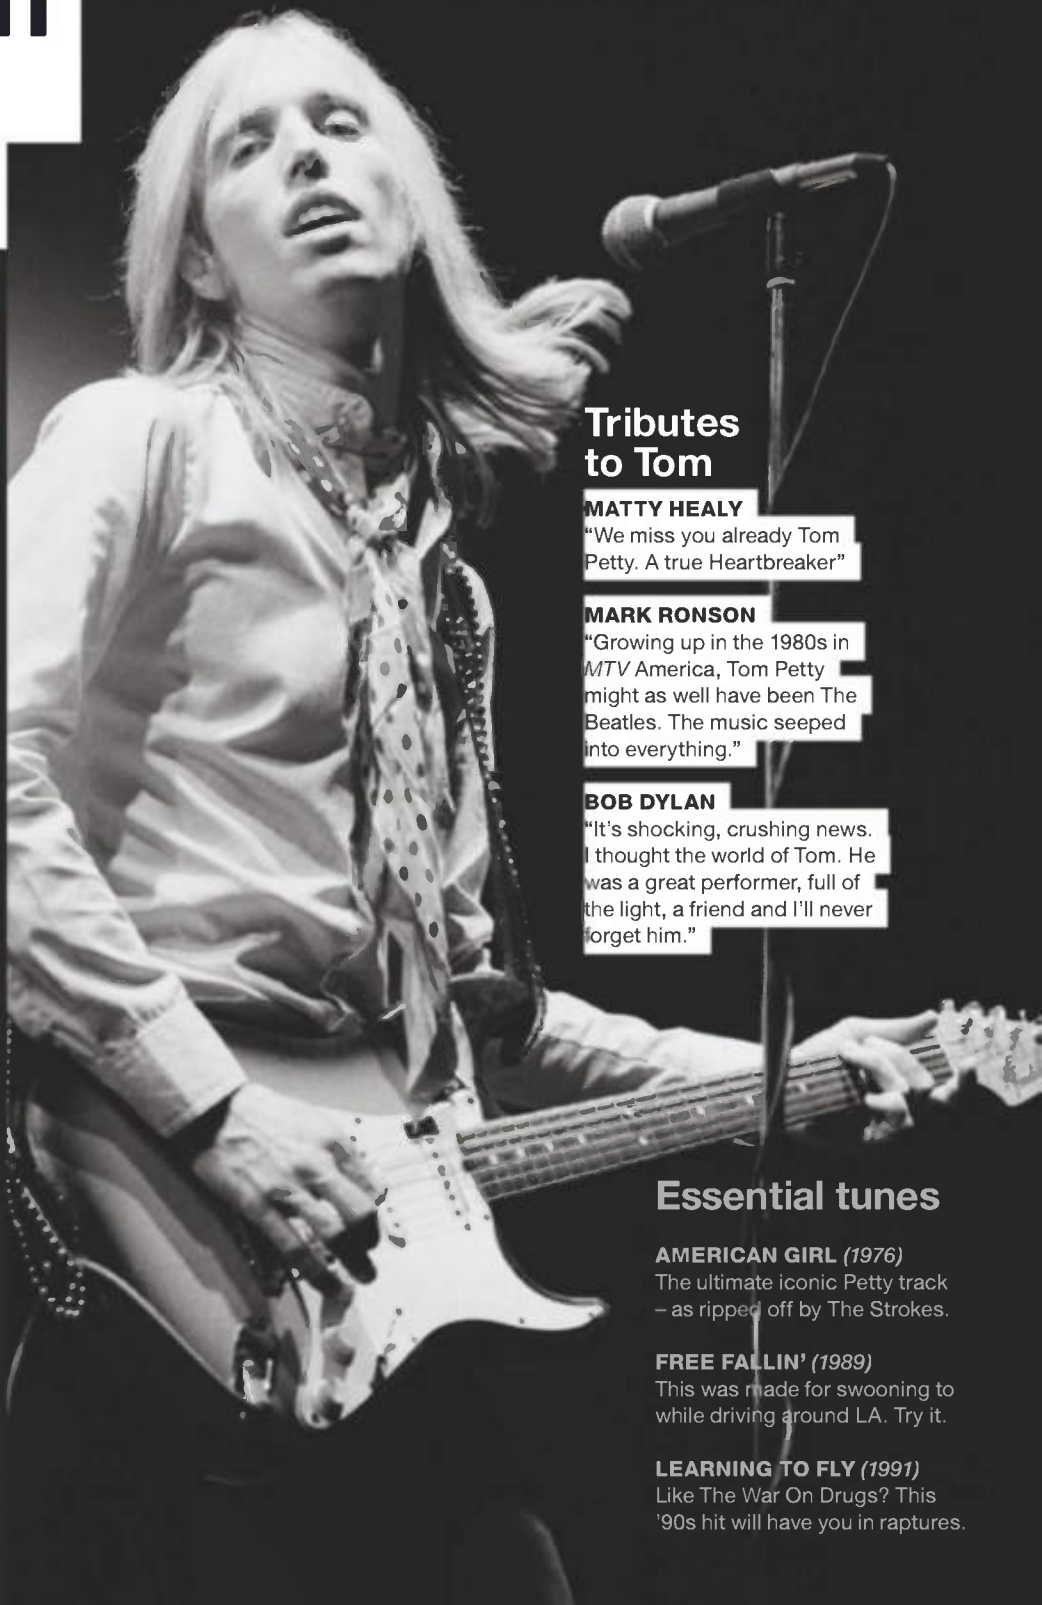 Tributes
to Tom
MATTY HEALY
“We miss you already Tom
Petty. A true Heartbreaker”
MARK RONSON
“Growing up in the 1980s in
MTV America, Tom Petty
might as well have been The
Beatles. The music seeped
into everything.”
BOB DYLAN
“It’s shocking, crushing news.
I thought the world of Tom. He
was a great performer, full of
the light, a friend and I’ll never
forget him.”
Essential tunes
AMERICAN GIRL (1976)
The ultimate iconic Petty track
– as ripped off by The Strokes.
FREE FALLIN’ (1989)
This was made for swooning to
while driving around LA. Try it.
LEARNING TO FLY (1991)
Like The War On Drugs? This
’90s hit will have you in raptures.